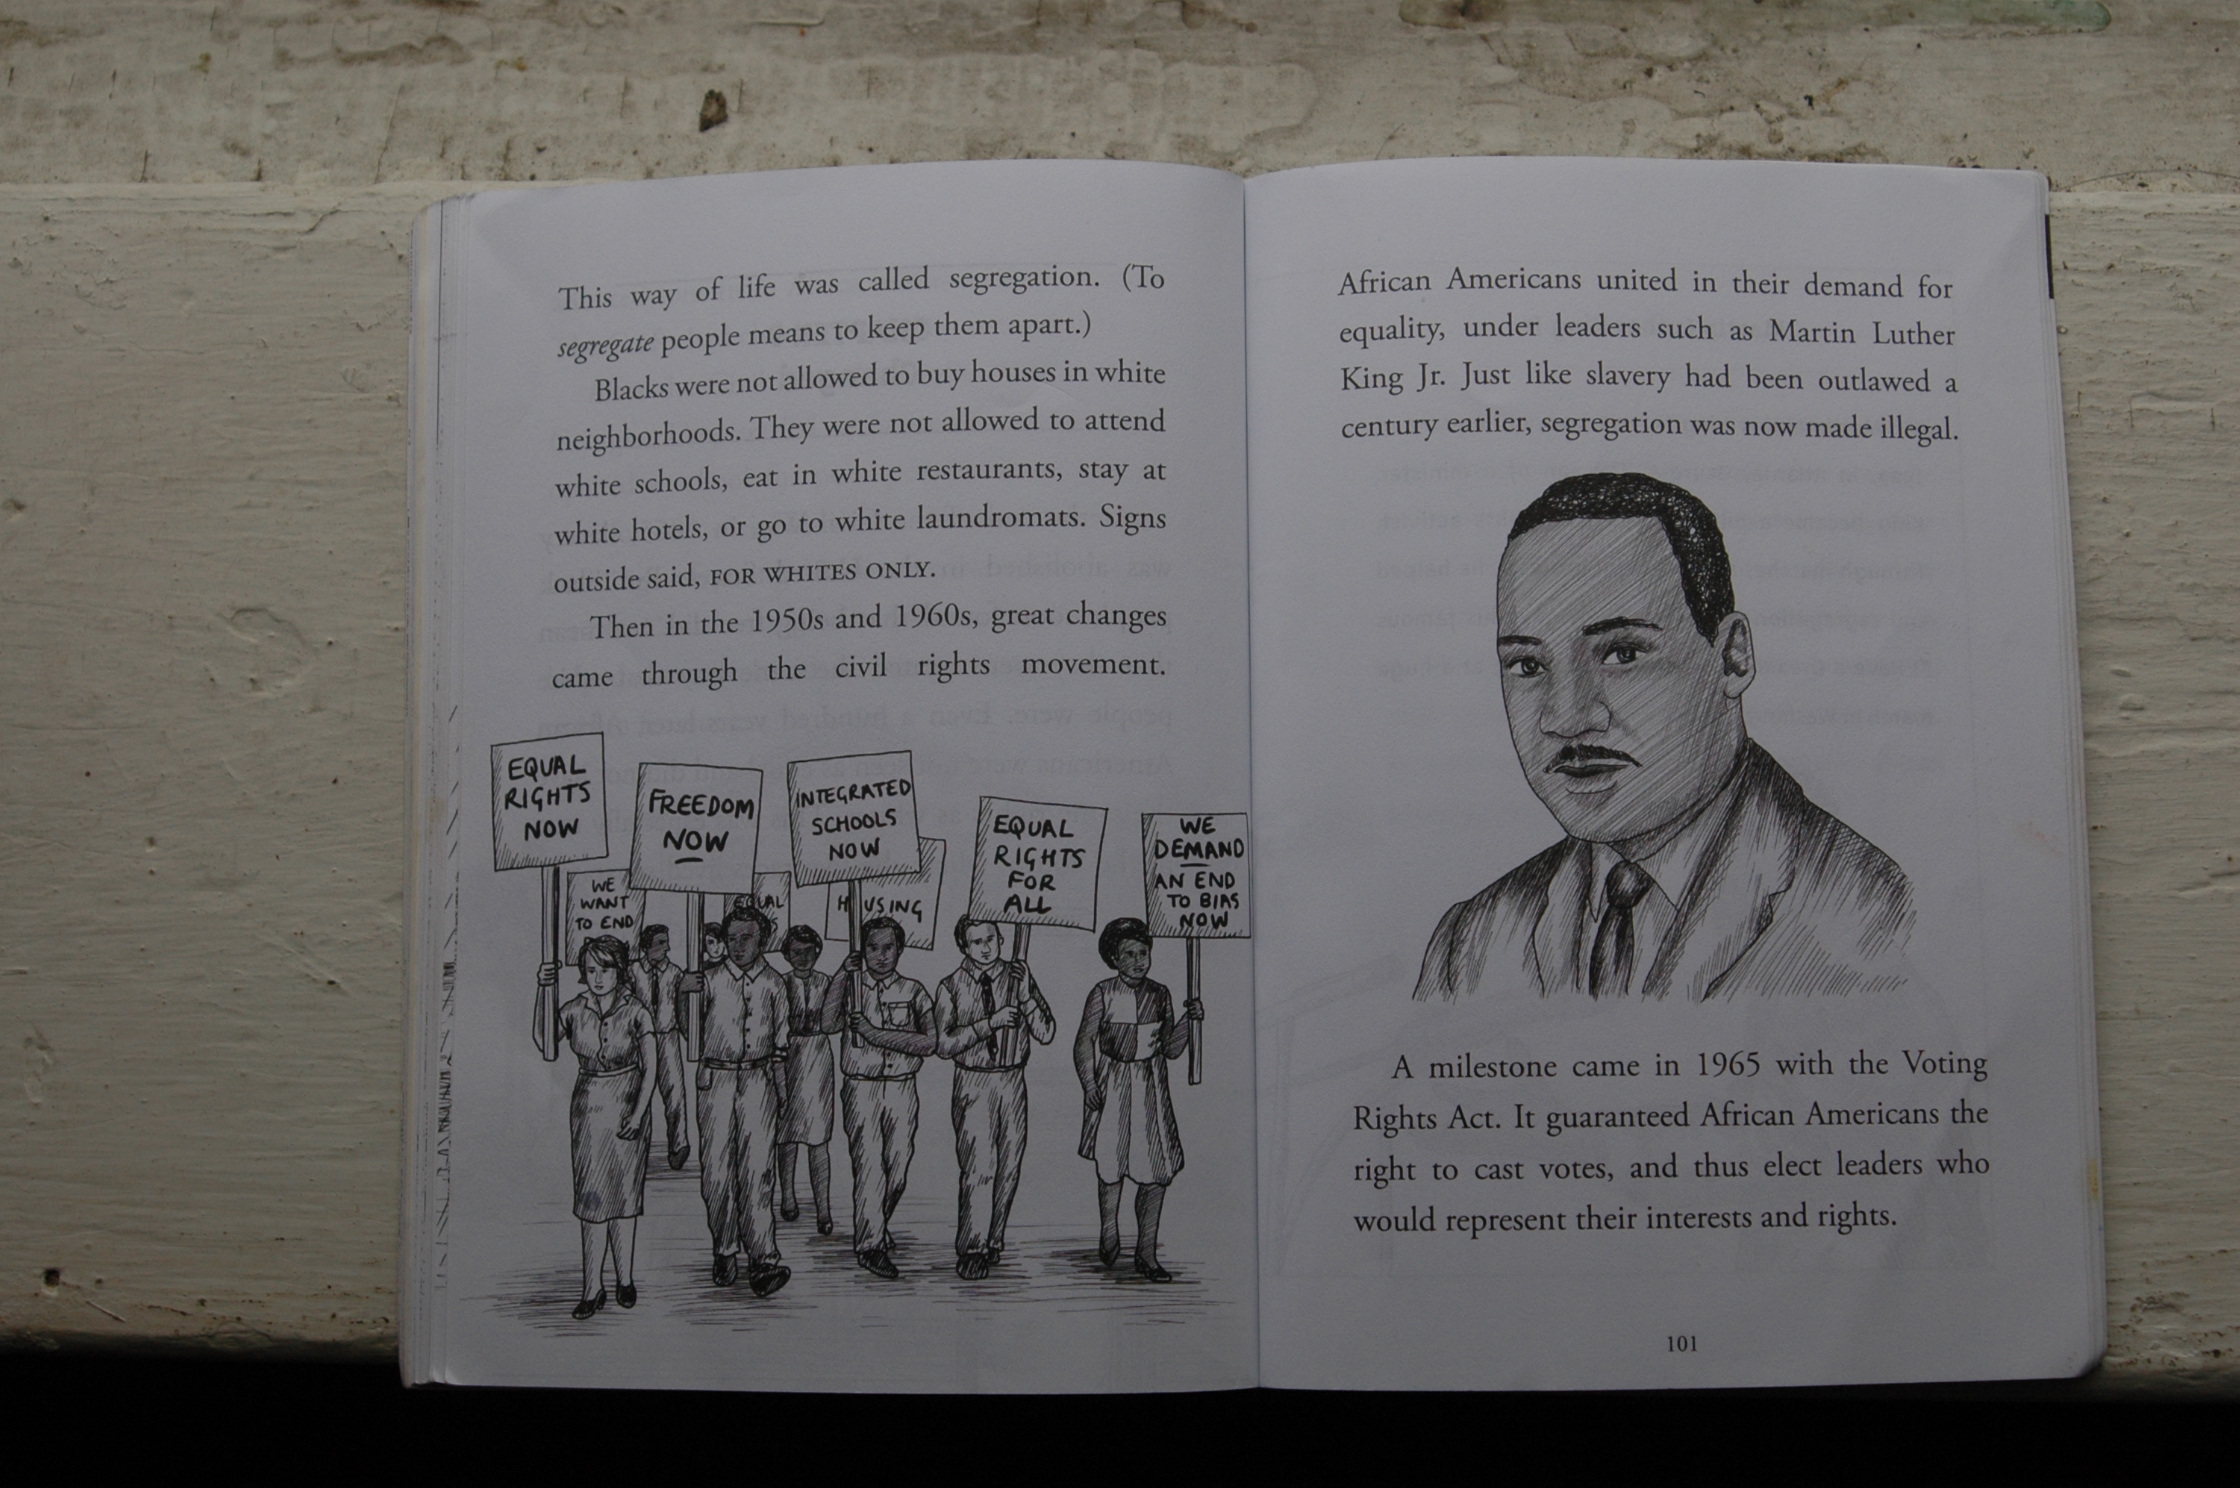 This way of life was called segregation. (To
segregate people means to keep them apart.)
Blacks were not allowed to buy houses in white
neighborhoods. They were not allowed to attend
white schools, eat in white restaurants, stay at
white hotels, or go to white laundromats. Signs
outside said, FOR WHITES ONLY.
Then in the 1950s and 1960s, great changes
came through the civil rights movement.
EQUAL
RIGHTS
NOW
FREEDOM
NOW
INTEGRATED
SCHOOLS
NOW
EQUAL
RIGHTS
FOR
ALL
WE
DEMAND
AN END
TO BIAS
NOW
WE
WANT
TO END
EQUAL
HOUSING
African Americans united in their demand for
equality, under leaders such as Martin Luther
King Jr. Just like slavery had been outlawed a
century earlier, segregation was now made illegal.
A milestone came in 1965 with the Voting
Rights Act. It guaranteed African Americans the
right to cast votes, and thus elect leaders who
would represent their interests and rights.
101